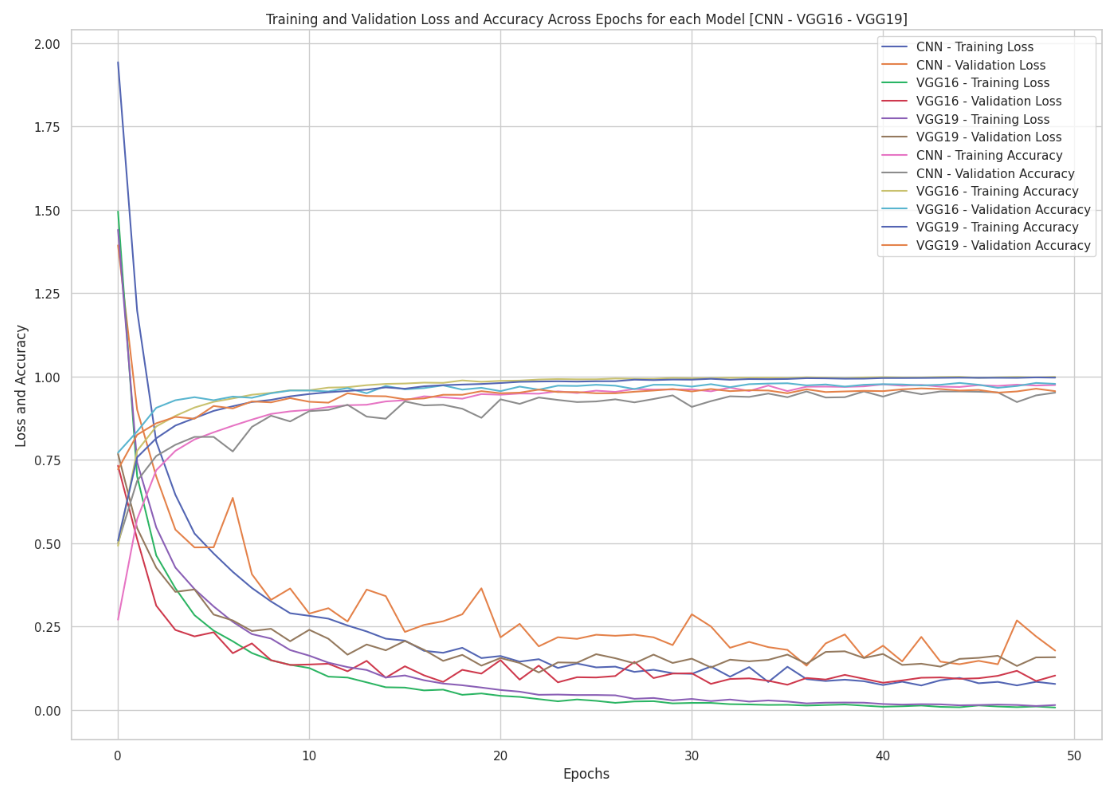 Training and Validation Loss and Accuracy Across Epochs for each Model [CNN - VGG16 - VGG19]
CNN - Training Loss
CNN - Validation Loss
VGG16 - Training Loss
VGG16 - Validation Loss
VGG19 - Training Loss
VGG19 - Validation Loss
CNN - Training Accuracy
CNN - Validation Accuracy
VGG16 - Training Accuracy
VGG16 - Validation Accuracy
VGG19 - Training Accuracy
VGG19 - Validation Accuracy
Loss and Accuracy
2.00
1.75
1.50
1.25
1.00
0.75
0.50
0.25
0.00
0 10 20 30 40 50
Epochs